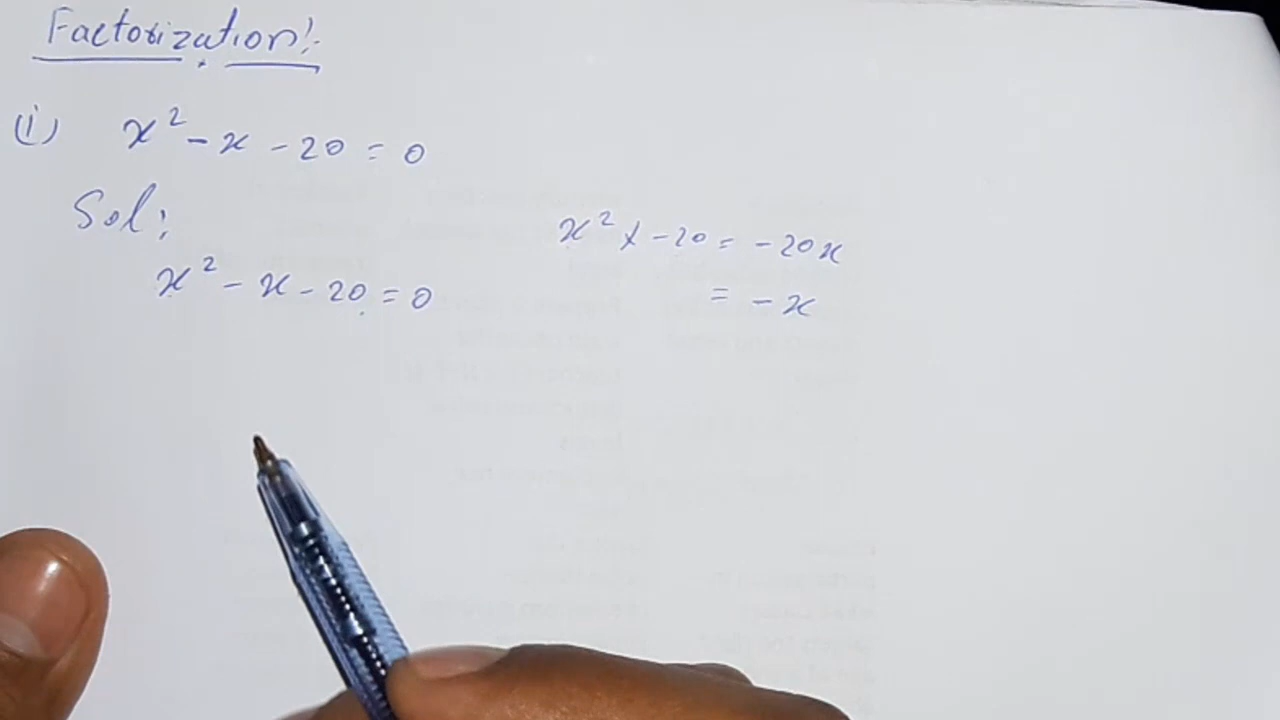 Factorization:-
(i) x² - x - 20 = 0
Sol:
x² - x - 20 = 0
x² × -20 = -20x
= -x